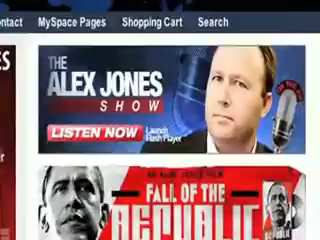 ntact MySpace Pages Shopping Cart Search
THE
ALEX JONES
SHOW
LISTEN NOW Launch
Flash Player
AN ALEX JONES FILM
FALL OF THE
REPUBLIC